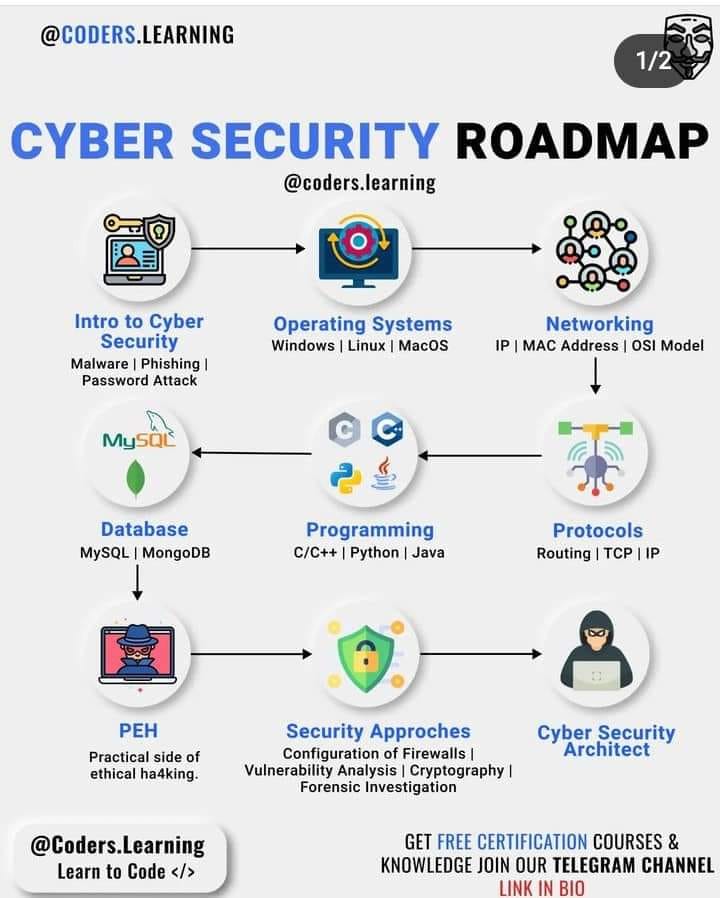 @CODERS.LEARNING
1/2
CYBER SECURITY ROADMAP
@coders.learning
Intro to Cyber
Security
Malware | Phishing |
Password Attack
Operating Systems
Windows | Linux | MacOS
Networking
IP | MAC Address | OSI Model
MySQL
Database
MySQL | MongoDB
C
C++
Programming
C/C++ | Python | Java
Protocols
Routing | TCP | IP
PEH
Practical side of
ethical ha4king.
Security Approches
Configuration of Firewalls |
Vulnerability Analysis | Cryptography |
Forensic Investigation
Cyber Security
Architect
@Coders.Learning
Learn to Code </>
GET FREE CERTIFICATION COURSES &
KNOWLEDGE JOIN OUR TELEGRAM CHANNEL
LINK IN BIO